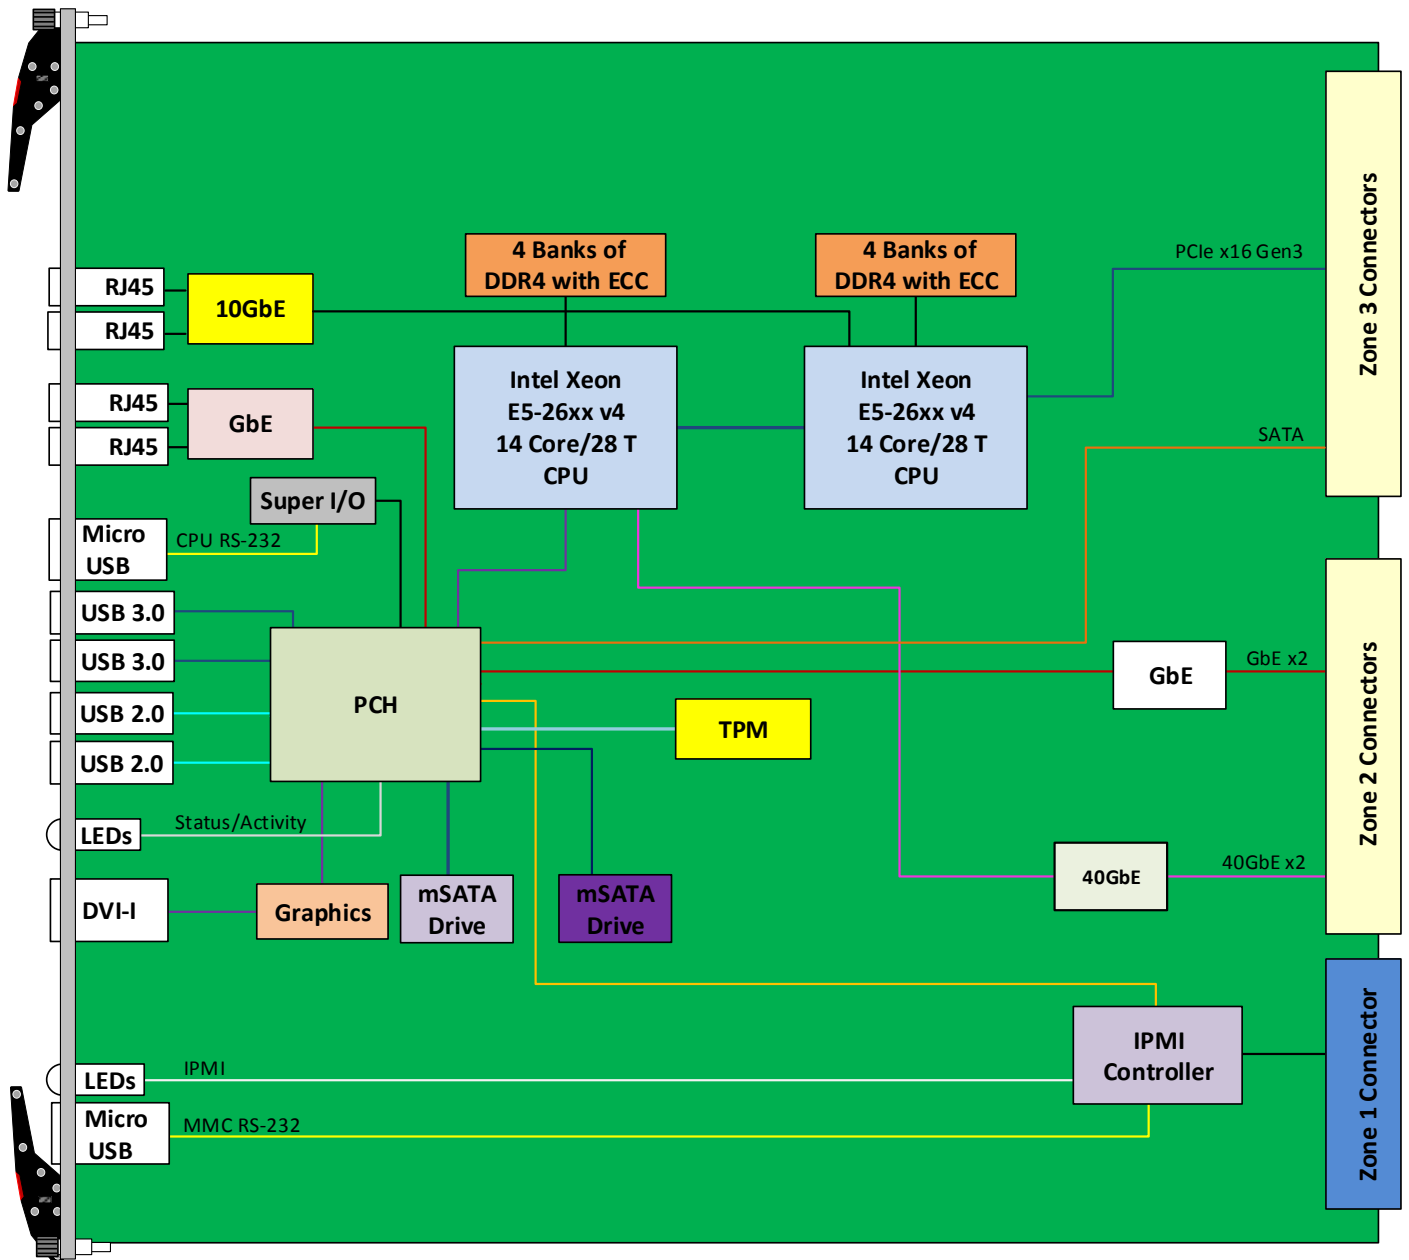 4 Banks of
DDR4 with ECC
4 Banks of
DDR4 with ECC
PCIe x16 Gen3
Zone 3 Connectors
RJ45
RJ45
10GbE
Intel Xeon
E5-26xx v4
14 Core/28 T
CPU
Intel Xeon
E5-26xx v4
14 Core/28 T
CPU
RJ45
RJ45
GbE
SATA
Super I/O
Micro
USB
CPU RS-232
USB 3.0
USB 3.0
USB 2.0
USB 2.0
PCH
TPM
GbE
GbE x2
Zone 2 Connectors
LEDs
Status/Activity
DVI-I
Graphics
mSATA
Drive
mSATA
Drive
40GbE
40GbE x2
IPMI
Controller
Zone 1 Connector
LEDs
IPMI
Micro
USB
MMC RS-232